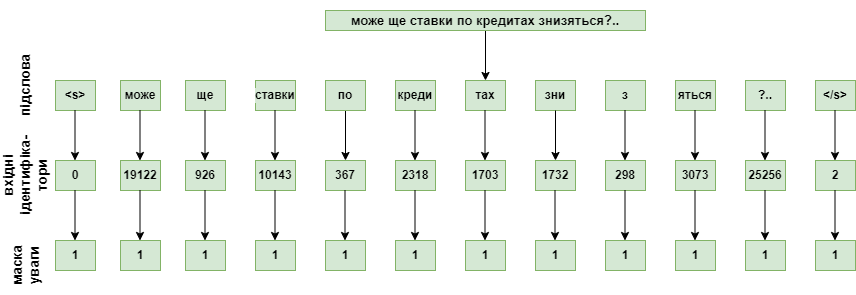 може ще ставки по кредитах знизяться?..
підслова
<s> може ще ставки по креди тах зни з яться ?.. </s>
вхідні
ідентифіка-
тори
0 19122 926 10143 367 2318 1703 1732 298 3073 25256 2
маска
уваги
1 1 1 1 1 1 1 1 1 1 1 1